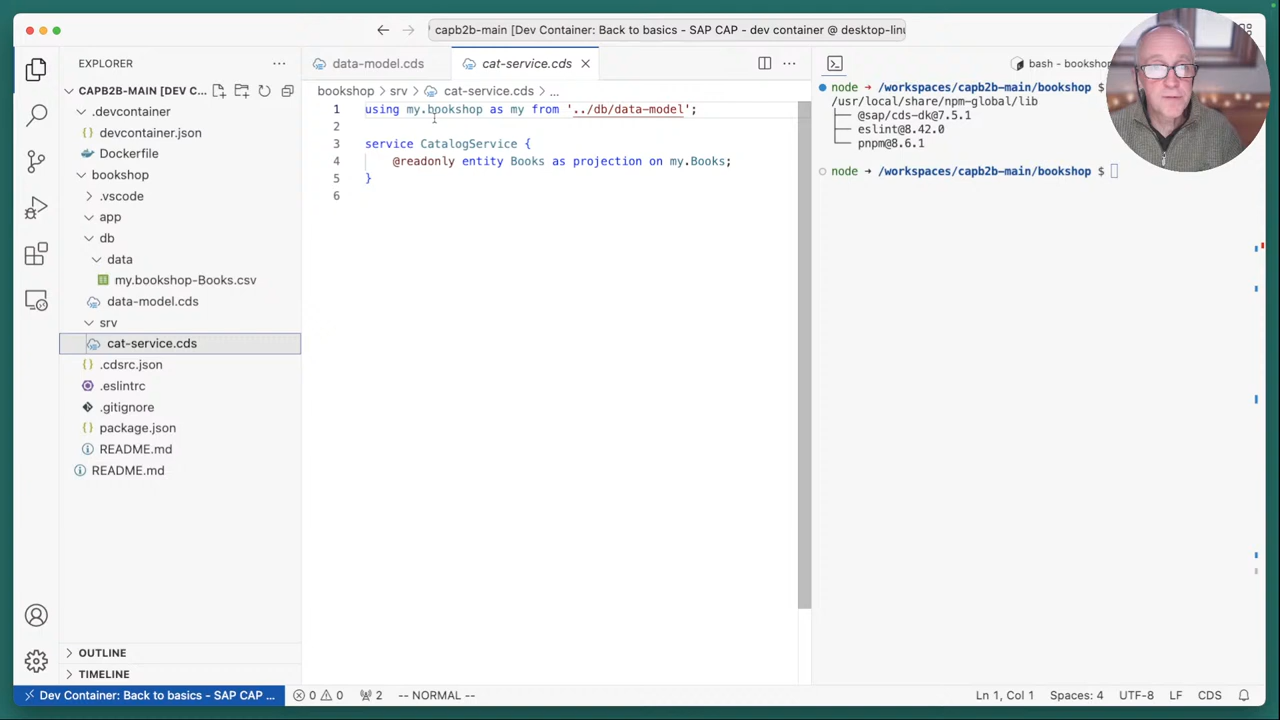 capb2b-main [Dev Container: Back to basics - SAP CAP - dev container @ desktop-linu
EXPLORER
CAPB2B-MAIN [DEV C...
.devcontainer
devcontainer.json
Dockerfile
bookshop
.vscode
app
db
data
my.bookshop-Books.csv
data-model.cds
srv
cat-service.cds
.cdsrc.json
.eslintrc
.gitignore
package.json
README.md
README.md
OUTLINE
TIMELINE
data-model.cds
cat-service.cds
bookshop > srv > cat-service.cds > ...
1 using my.bookshop as my from '../db/data-model';
2
3 service CatalogService {
4 @readonly entity Books as projection on my.Books;
5 }
6
bash - bookshop
node → /workspaces/capb2b-main/bookshop $
/usr/local/share/npm-global/lib
├── @sap/cds-dk@7.5.1
├── eslint@8.42.0
└── pnpm@8.6.1
node → /workspaces/capb2b-main/bookshop $
Dev Container: Back to basics - SAP CAP ...
0 0
2
-- NORMAL --
Ln 1, Col 1
Spaces: 4
UTF-8
LF
CDS